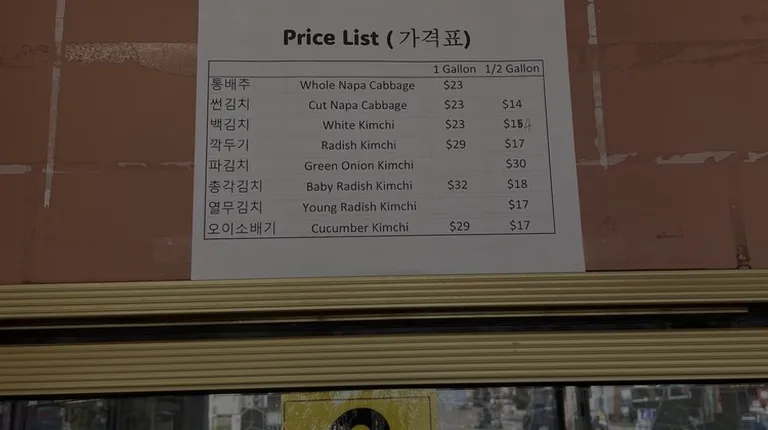 Price List (가격표)
1 Gallon 1/2 Gallon
통배추 Whole Napa Cabbage $23
썬김치 Cut Napa Cabbage $23 $14
백김치 White Kimchi $23 $14
깍두기 Radish Kimchi $29 $17
파김치 Green Onion Kimchi $30
총각김치 Baby Radish Kimchi $32 $18
열무김치 Young Radish Kimchi $17
오이소배기 Cucumber Kimchi $29 $17